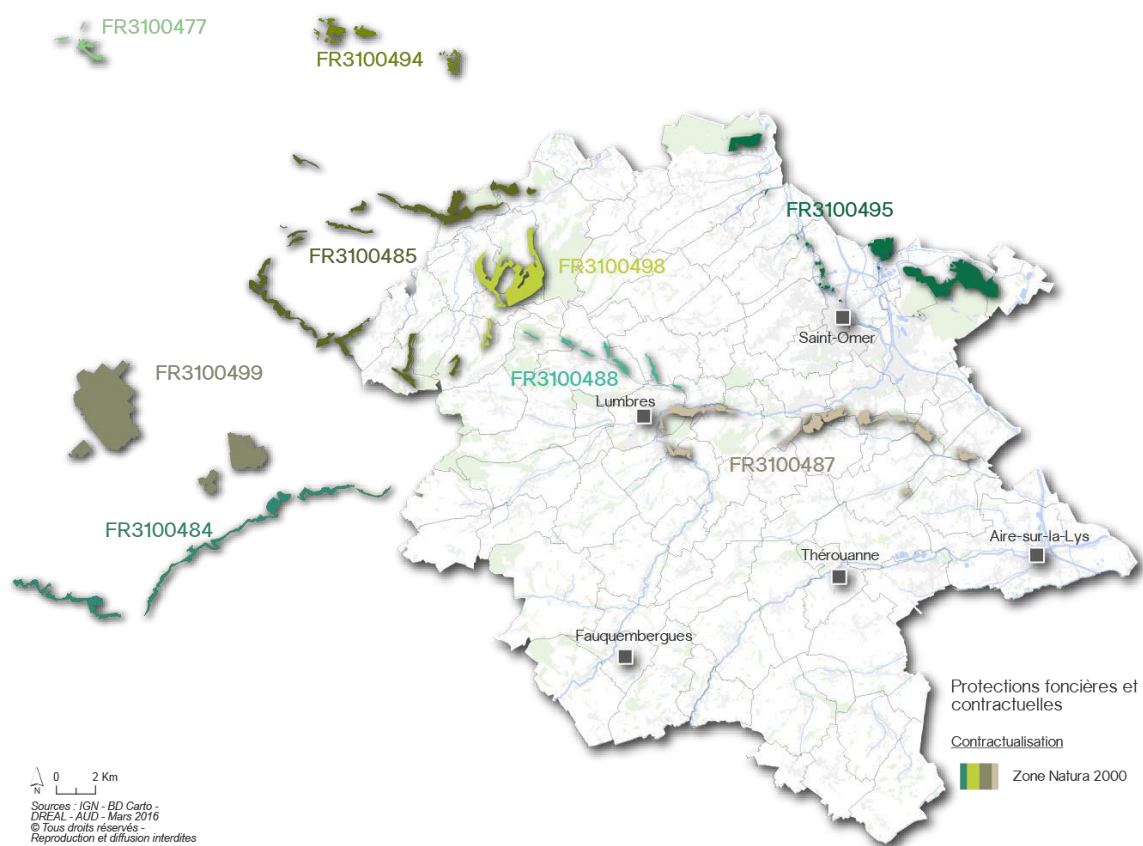 FR3100477
FR3100494
FR3100495
FR3100485
FR3100498
Saint-Omer
FR3100499
FR3100488
Lumbres
FR3100487
FR3100484
Aire-sur-la-Lys
Thérouanne
Fauquembergues
Protections foncières et
contractuelles
Contractualisation
Zone Natura 2000
N
0 2 Km
Sources : IGN - BD Carto -
DREAL - AUD - Mars 2016
© Tous droits réservés -
Reproduction et diffusion interdites